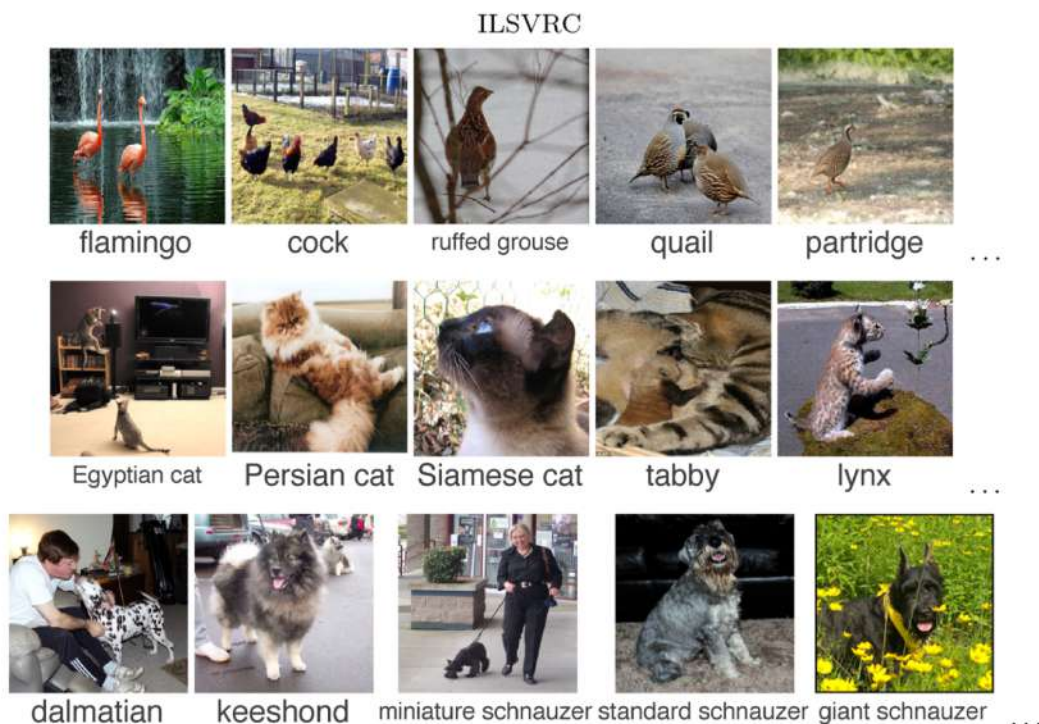 ILSVRC
flamingo cock ruffed grouse quail partridge ...
Egyptian cat Persian cat Siamese cat tabby lynx ...
dalmatian keeshond miniature schnauzer standard schnauzer giant schnauzer ...